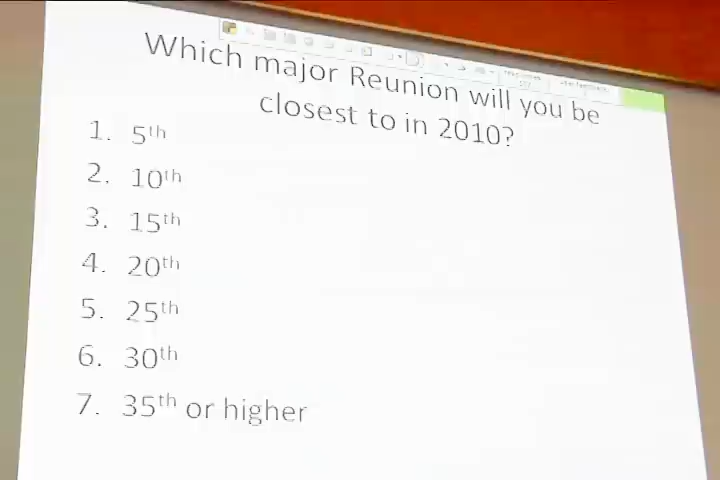 Which major Reunion will you be
closest to in 2010?
1. 5th
2. 10th
3. 15th
4. 20th
5. 25th
6. 30th
7. 35th or higher